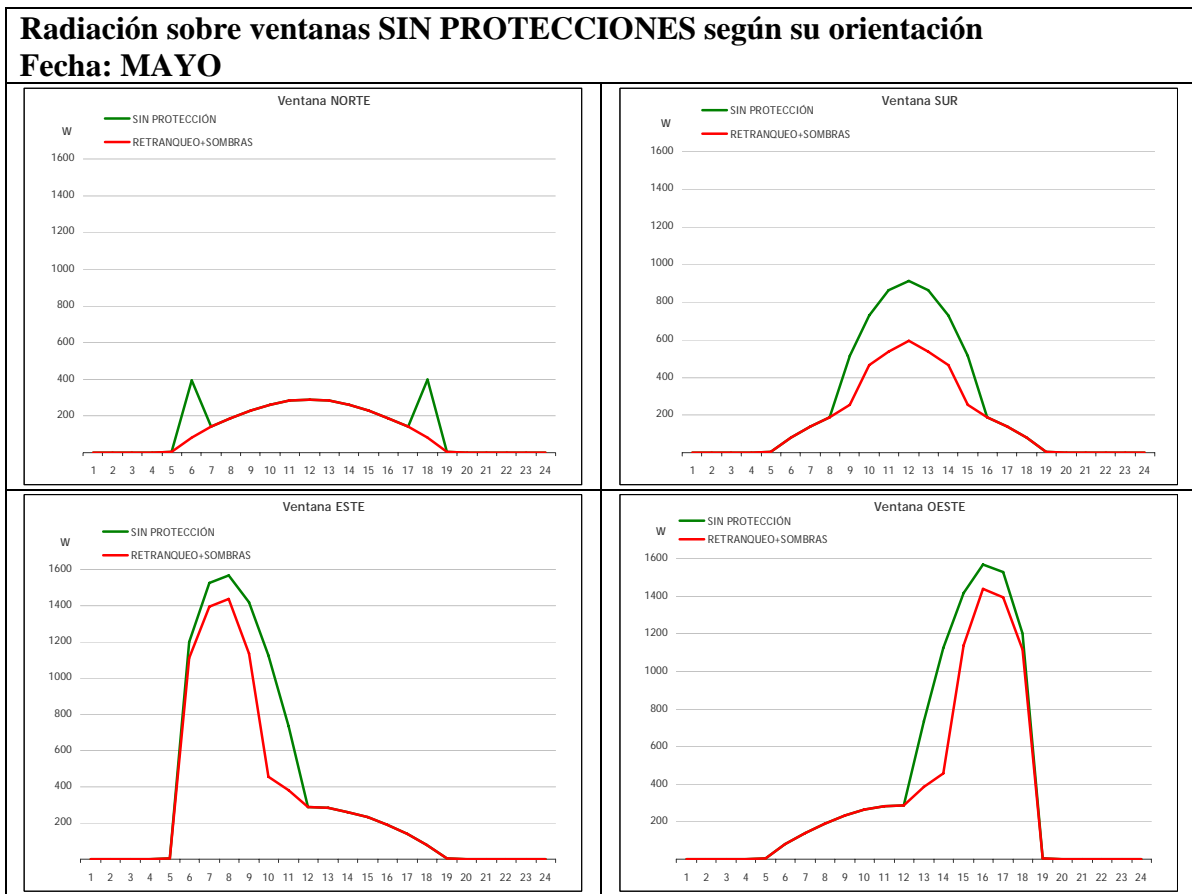 Radiación sobre ventanas SIN PROTECCIONES según su orientación
Fecha: MAYO
Ventana NORTE
SIN PROTECCIÓN
W
RETRANQUEO+SOMBRAS
1600
1400
1200
1000
800
600
400
200
1 2 3 4 5 6 7 8 9 10 11 12 13 14 15 16 17 18 19 20 21 22 23 24
Ventana SUR
SIN PROTECCIÓN
W
RETRANQUEO+SOMBRAS
1600
1400
1200
1000
800
600
400
200
1 2 3 4 5 6 7 8 9 10 11 12 13 14 15 16 17 18 19 20 21 22 23 24
Ventana ESTE
SIN PROTECCIÓN
W
RETRANQUEO+SOMBRAS
1600
1400
1200
1000
800
600
400
200
1 2 3 4 5 6 7 8 9 10 11 12 13 14 15 16 17 18 19 20 21 22 23 24
Ventana OESTE
SIN PROTECCIÓN
W
RETRANQUEO+SOMBRAS
1600
1400
1200
1000
800
600
400
200
1 2 3 4 5 6 7 8 9 10 11 12 13 14 15 16 17 18 19 20 21 22 23 24